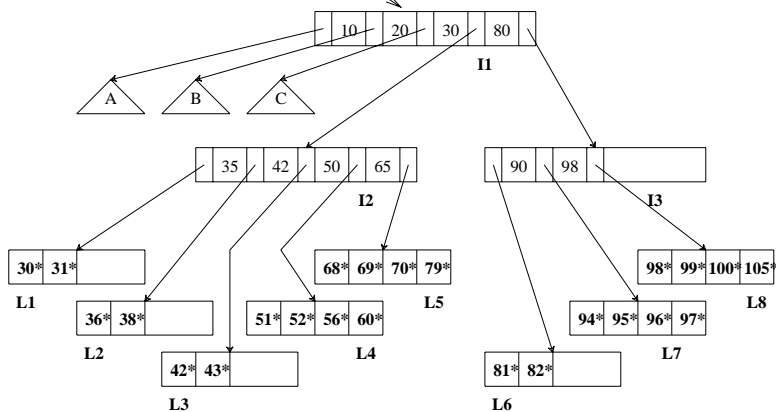 10 20 30 80
I1
A B C
35 42 50 65
90 98
I2
I3
30* 31*
68* 69* 70* 79*
98* 99* 100* 105*
L1
L5
L8
36* 38*
51* 52* 56* 60*
94* 95* 96* 97*
L2
L4
L7
42* 43*
81* 82*
L3
L6